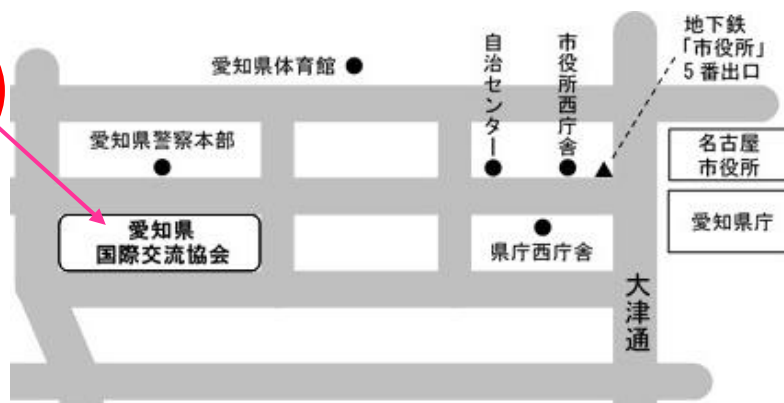 愛知県体育館
自治センター
市役所西庁舎
地下鉄
「市役所」
5番出口
愛知県警察本部
名古屋
市役所
愛知県
国際交流協会
県庁西庁舎
愛知県庁
大津通